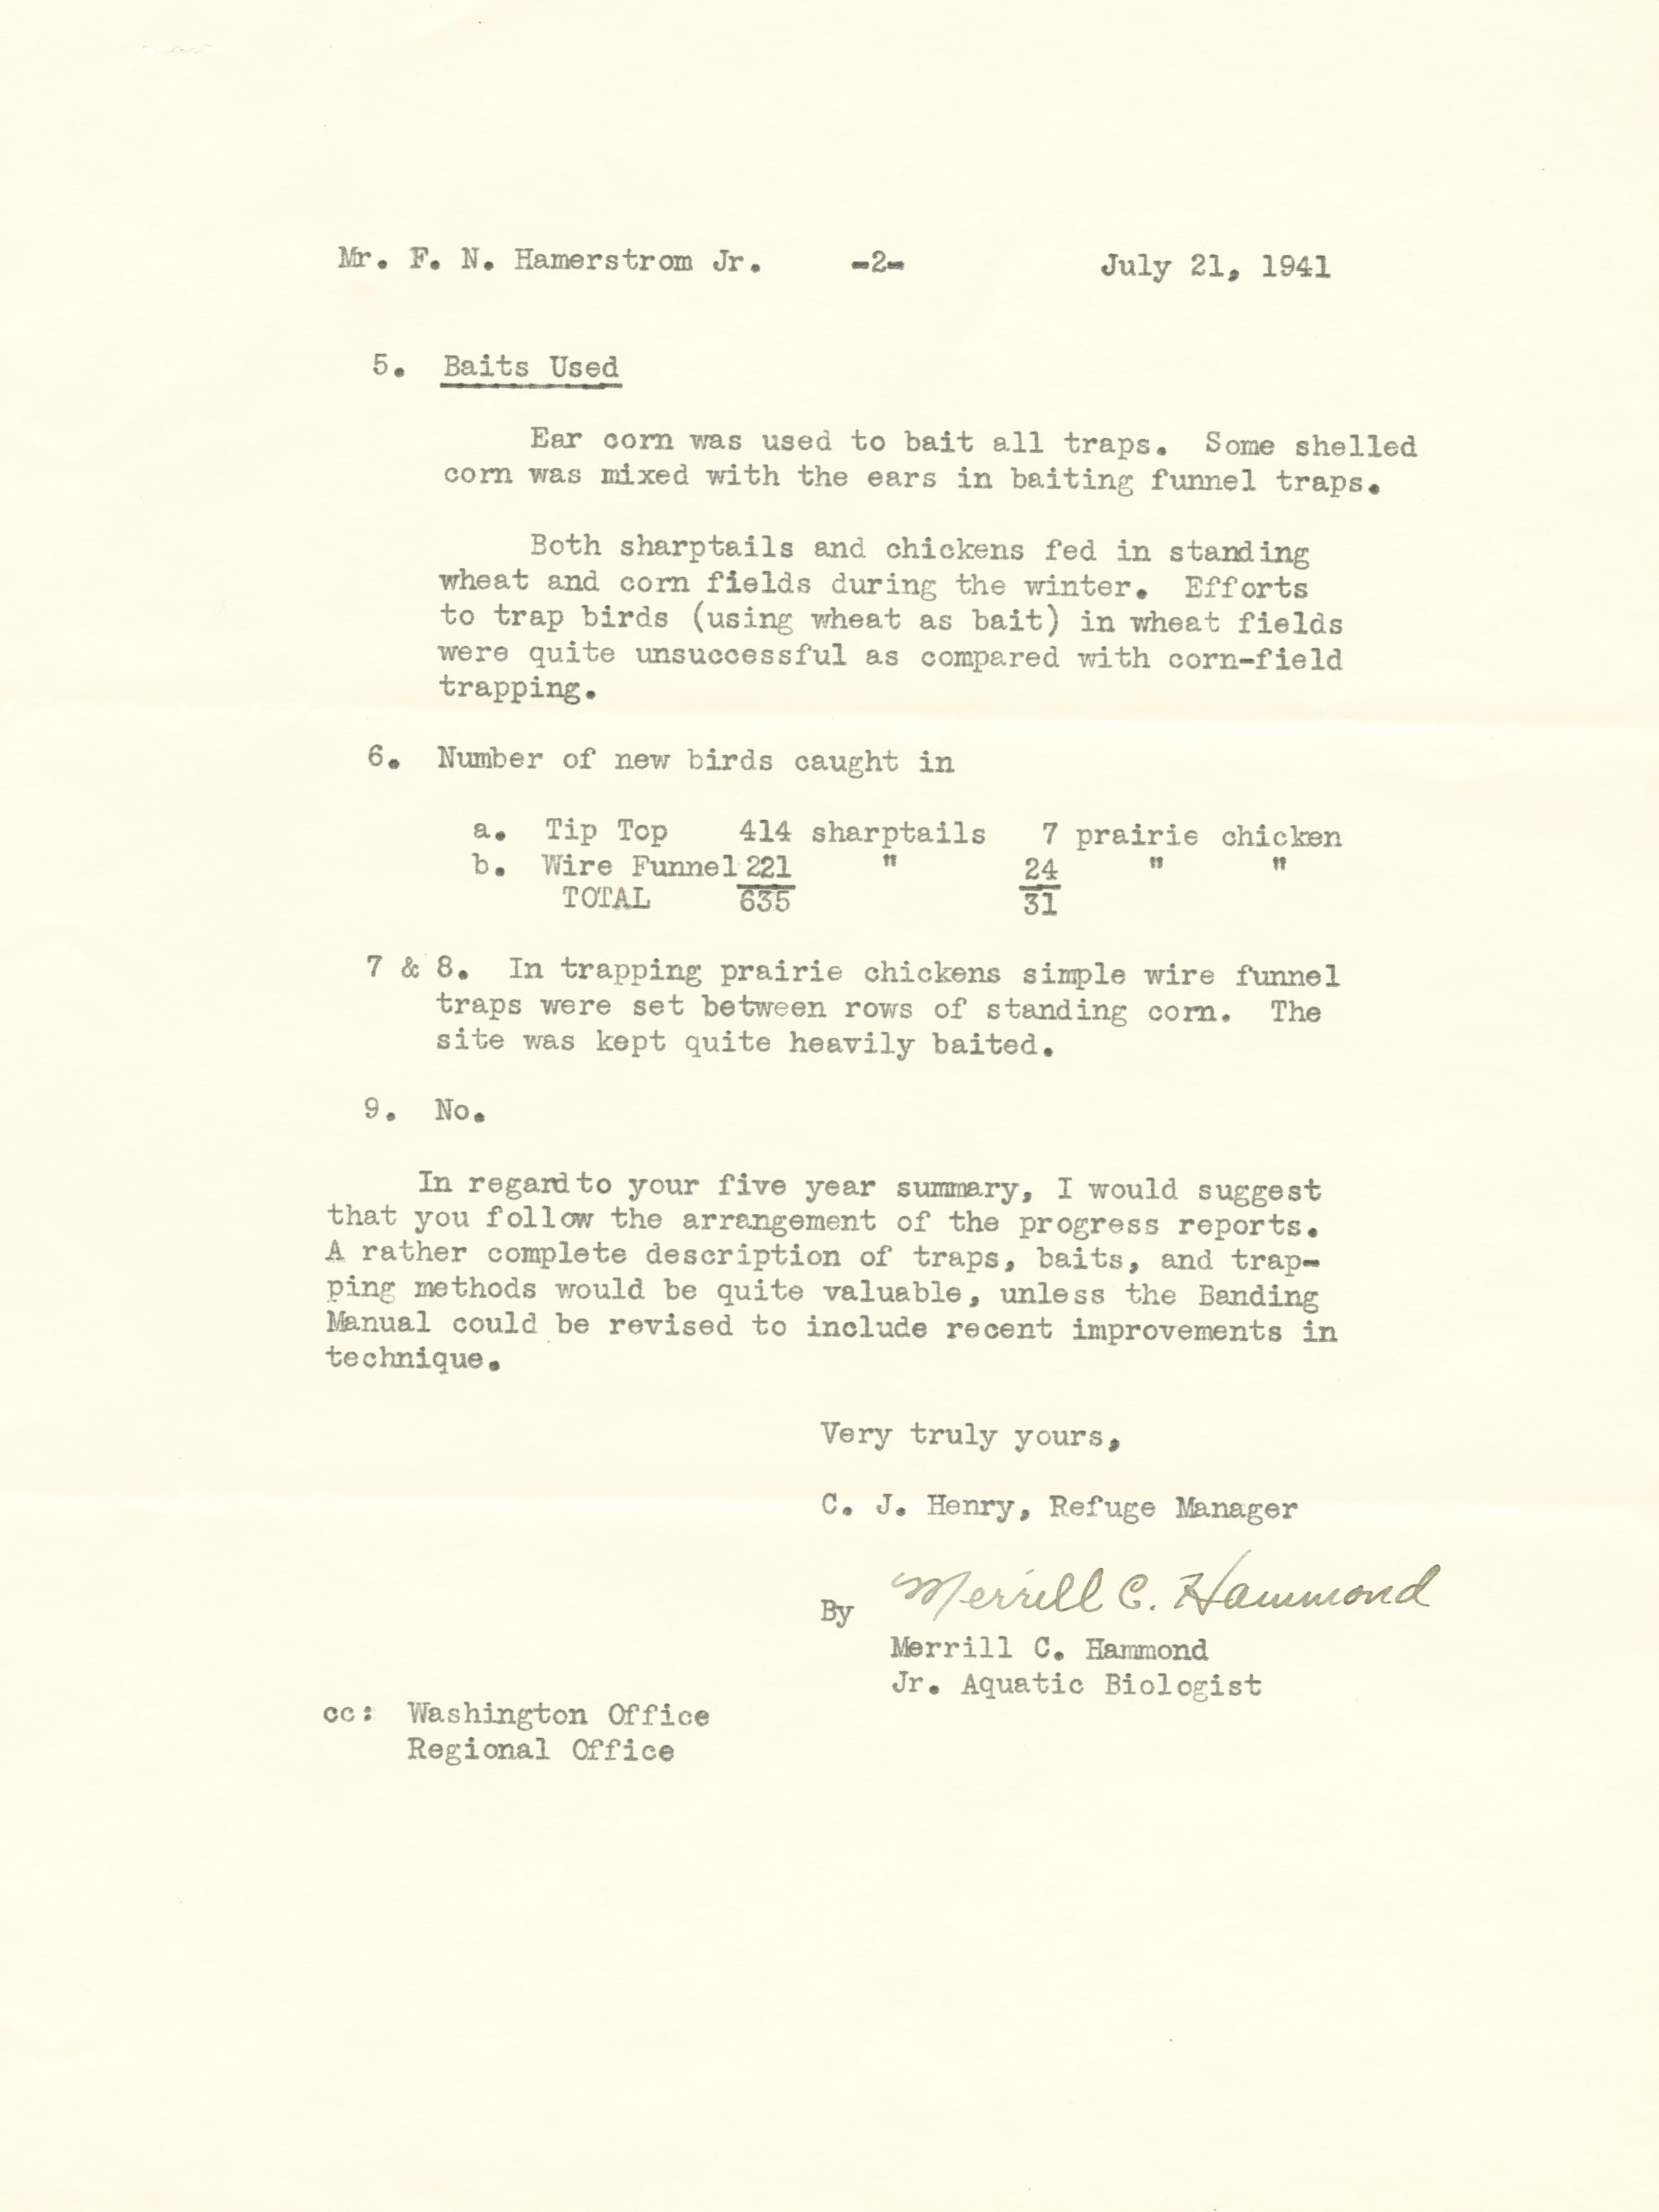 Mr. F. N. Hamerstrom Jr. -2- July 21, 1941
5. Baits Used
Ear corn was used to bait all traps. Some shelled
corn was mixed with the ears in baiting funnel traps.
Both sharptails and chickens fed in standing
wheat and corn fields during the winter. Efforts
to trap birds (using wheat as bait) in wheat fields
were quite unsuccessful as compared with corn-field
trapping.
6. Number of new birds caught in
a. Tip Top 414 sharptails 7 prairie chicken
b. Wire Funnel 221 " 24 " "
TOTAL 635 31
7 & 8. In trapping prairie chickens simple wire funnel
traps were set between rows of standing corn. The
site was kept quite heavily baited.
9. No.
In regard to your five year summary, I would suggest
that you follow the arrangement of the progress reports.
A rather complete description of traps, baits, and trap-
ping methods would be quite valuable, unless the Banding
Manual could be revised to include recent improvements in
technique.
Very truly yours,
C. J. Henry, Refuge Manager
By Merrill C. Hammond
Merrill C. Hammond
Jr. Aquatic Biologist
cc: Washington Office
Regional Office